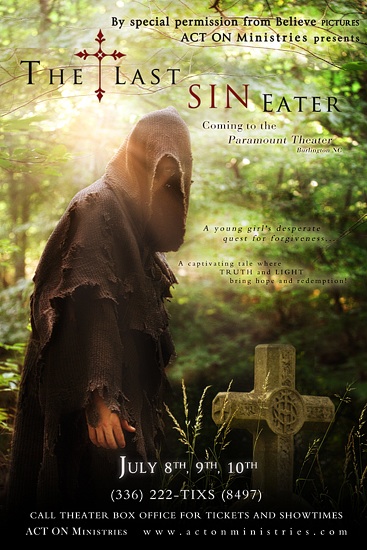 By special permission from Believe PICTURES
ACT ON Ministries presents
THE LAST
SIN EATER
Coming to the
Paramount Theater
Burlington NC
A young girl's desperate
quest for forgiveness...
A captivating tale where
TRUTH and LIGHT
bring hope and redemption!
JULY 8TH, 9TH, 10TH
(336) 222-TIXS (8497)
CALL THEATER BOX OFFICE FOR TICKETS AND SHOWTIMES
ACT ON MINISTRIES www.actonministries.com